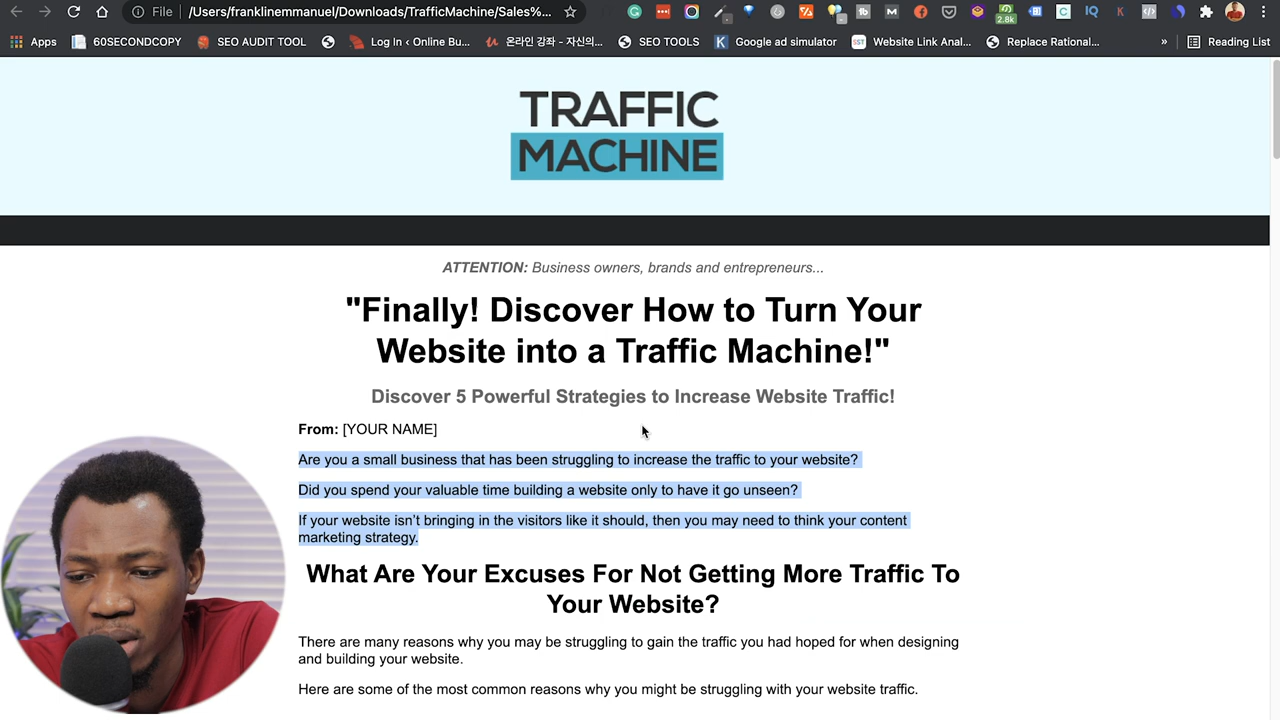 File
/Users/franklinemmanuel/Downloads/TrafficMachine/Sales%...
2.8k
Apps
60SECONDCOPY
SEO AUDIT TOOL
Log In ‹ Online Bu...
온라인 강좌 - 자신의...
SEO TOOLS
Google ad simulator
Website Link Anal...
Replace Rational...
»
Reading List
TRAFFIC
MACHINE
ATTENTION: Business owners, brands and entrepreneurs...
"Finally! Discover How to Turn Your
Website into a Traffic Machine!"
Discover 5 Powerful Strategies to Increase Website Traffic!
From: [YOUR NAME]
Are you a small business that has been struggling to increase the traffic to your website?
Did you spend your valuable time building a website only to have it go unseen?
If your website isn’t bringing in the visitors like it should, then you may need to think your content
marketing strategy.
What Are Your Excuses For Not Getting More Traffic To
Your Website?
There are many reasons why you may be struggling to gain the traffic you had hoped for when designing
and building your website.
Here are some of the most common reasons why you might be struggling with your website traffic.